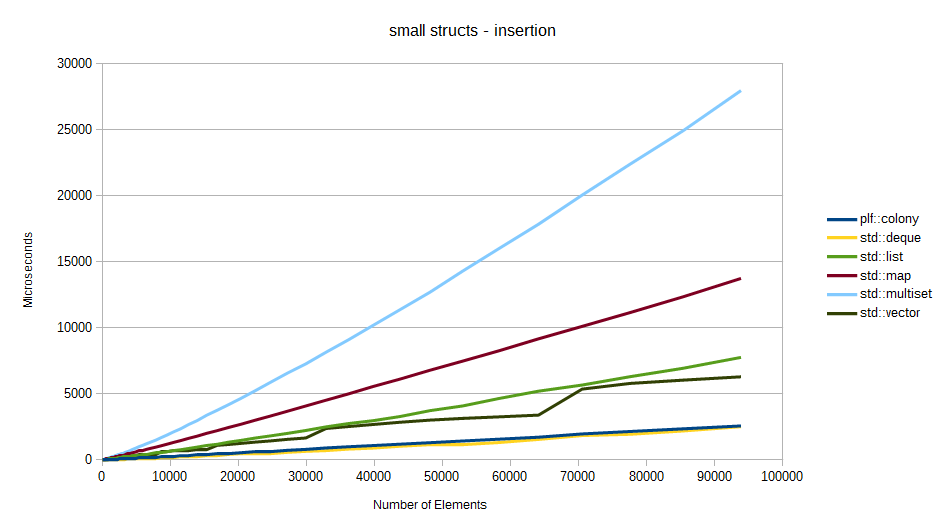 small structs - insertion
30000
25000
20000
15000
10000
5000
0
Microseconds
0 10000 20000 30000 40000 50000 60000 70000 80000 90000 100000
Number of Elements
plf::colony
std::deque
std::list
std::map
std::multiset
std::vector